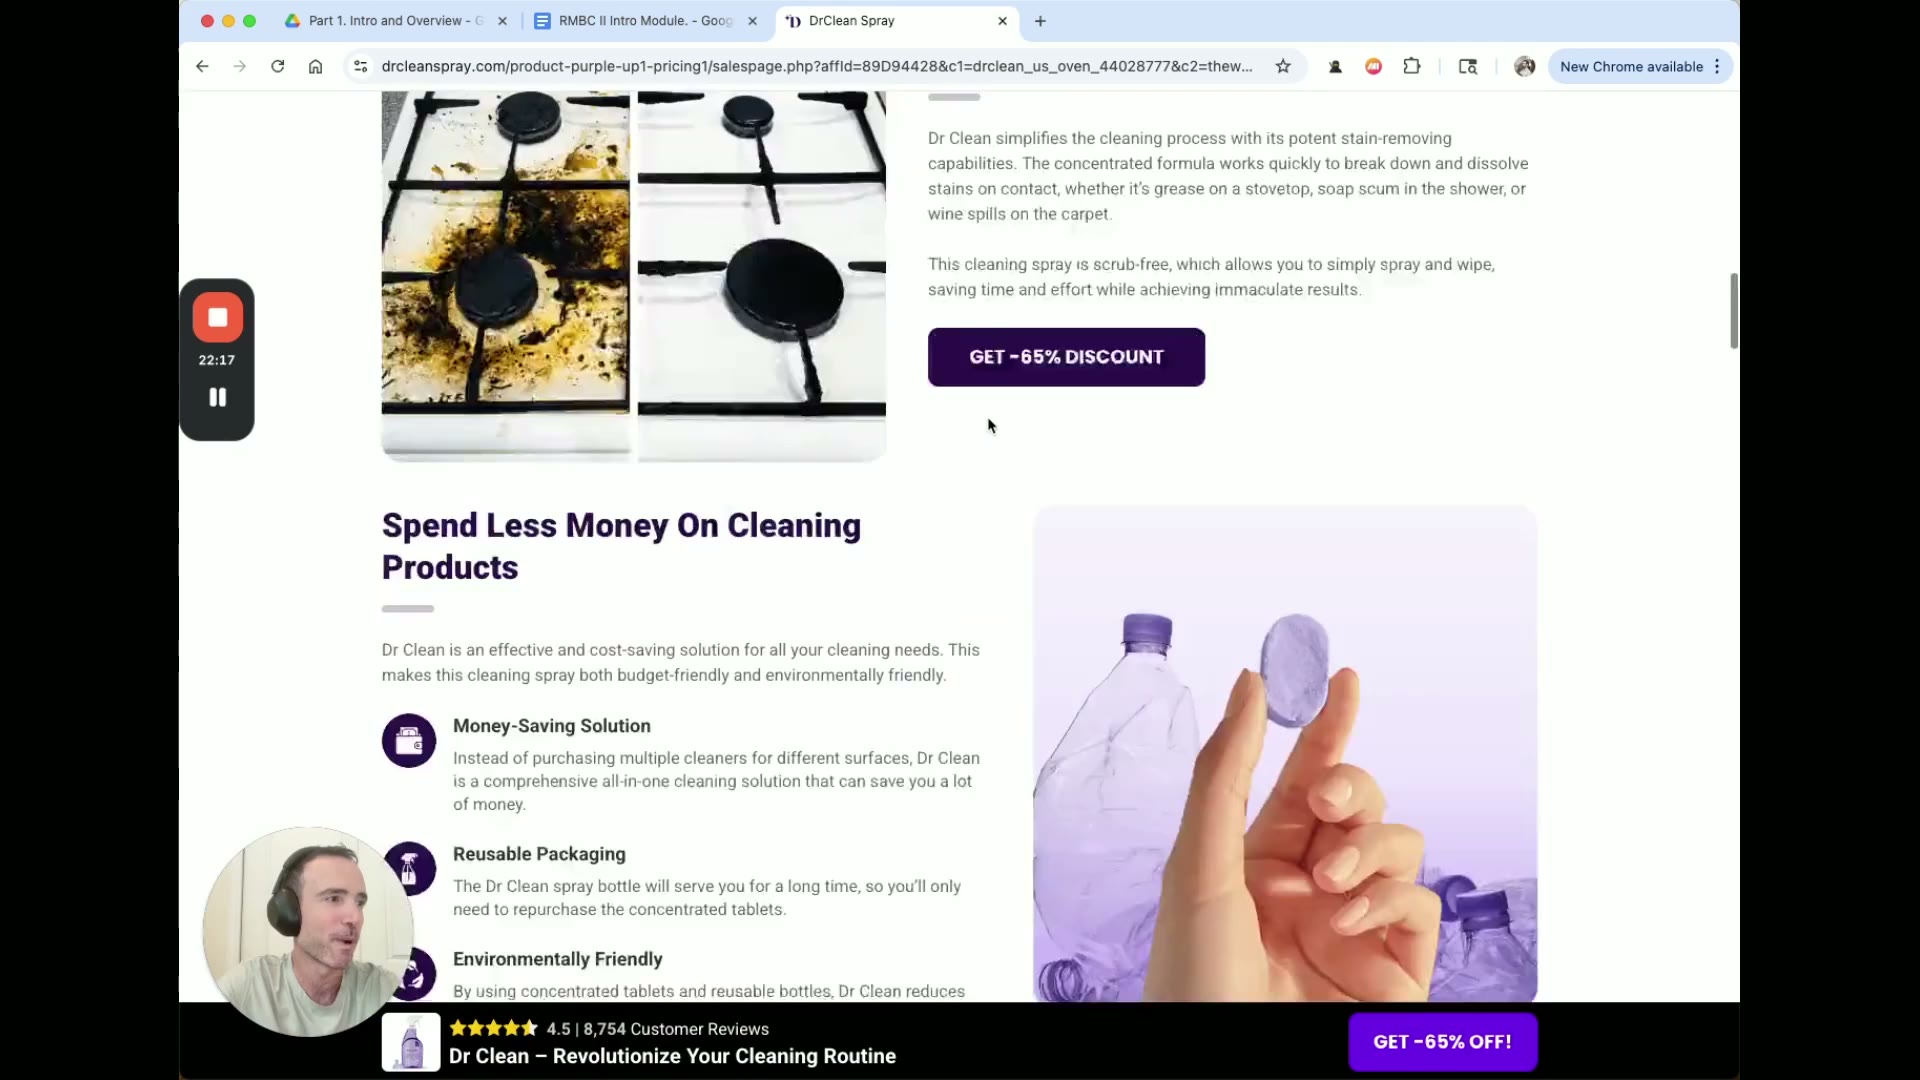 Part 1. Intro and Overview - G
RMBC II Intro Module. - Goog
DrClean Spray
drcleanspray.com/product-purple-up1-pricing1/salespage.php?affId=89D94428&c1=drclean_us_oven_44028777&c2=thew...
New Chrome available
Dr Clean simplifies the cleaning process with its potent stain-removing
capabilities. The concentrated formula works quickly to break down and dissolve
stains on contact, whether it's grease on a stovetop, soap scum in the shower, or
wine spills on the carpet.
This cleaning spray is scrub-free, which allows you to simply spray and wipe,
saving time and effort while achieving immaculate results.
GET -65% DISCOUNT
22:17
Spend Less Money On Cleaning
Products
Dr Clean is an effective and cost-saving solution for all your cleaning needs. This
makes this cleaning spray both budget-friendly and environmentally friendly.
Money-Saving Solution
Instead of purchasing multiple cleaners for different surfaces, Dr Clean
is a comprehensive all-in-one cleaning solution that can save you a lot
of money.
Reusable Packaging
The Dr Clean spray bottle will serve you for a long time, so you'll only
need to repurchase the concentrated tablets.
Environmentally Friendly
By using concentrated tablets and reusable bottles, Dr Clean reduces
4.5 | 8,754 Customer Reviews
Dr Clean – Revolutionize Your Cleaning Routine
GET -65% OFF!